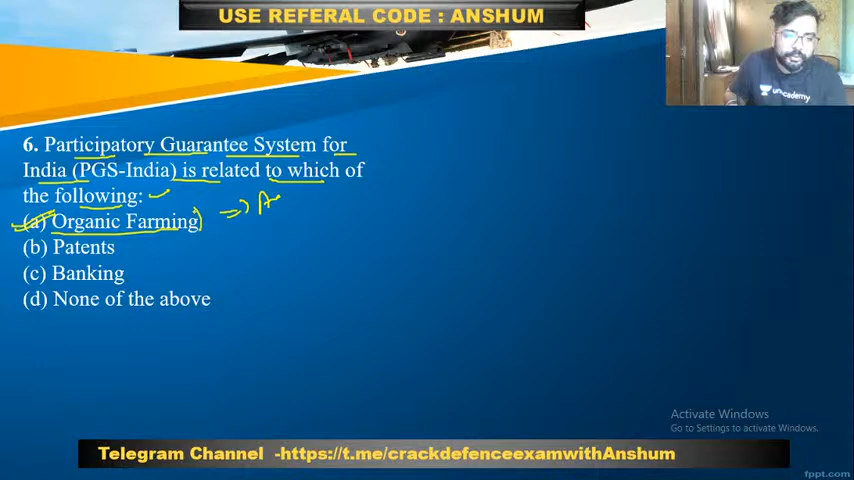 USE REFERAL CODE : ANSHUM
unacademy
6. Participatory Guarantee System for
India (PGS-India) is related to which of
the following:
(a) Organic Farming
(b) Patents
(c) Banking
(d) None of the above
Activate Windows
Go to Settings to activate Windows.
Telegram Channel -https://t.me/crackdefenceexamwithAnshum
fppt.com